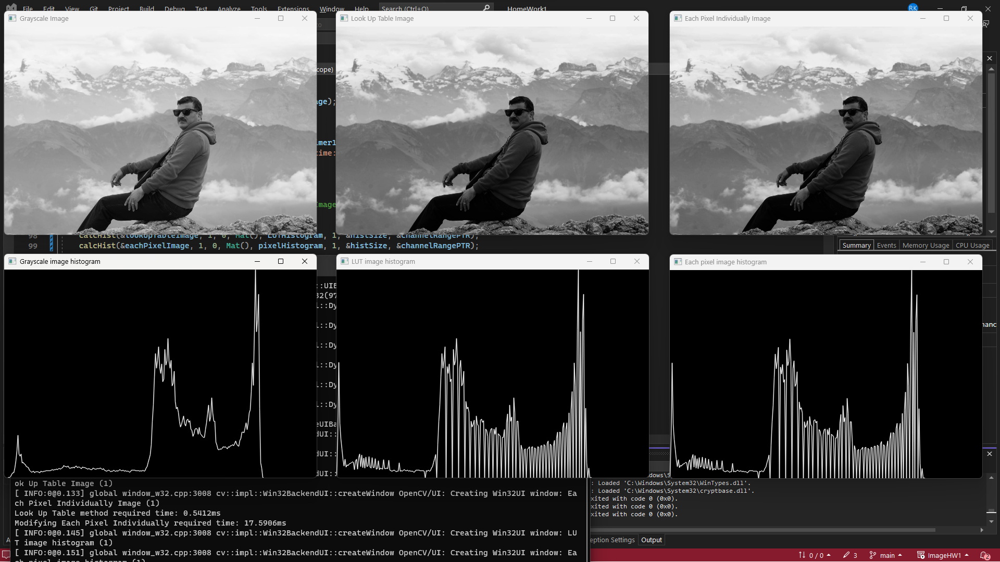 File Edit View Git Project Build Debug Test Analyze Tools Extensions Window Help Search (Ctrl+Q) HomeWork1 RK
Grayscale Image
Look Up Table Image
Each Pixel Individually Image
cope)
age);
imer1
time:
Image
98 calcHist(&lookUpTableImage, 1, 0, Mat(), LUTHistogram, 1, &histSize, &channelRangePTR);
99 calcHist(&eachPixelImage, 1, 0, Mat(), pixelHistogram, 1, &histSize, &channelRangePTR);
Summary Events Memory Usage CPU Usage
Grayscale image histogram
LUT image histogram
Each pixel image histogram
::UIB
32(97
l::Dy
l::Dy
l::Dy
l::Dy
l::Dy
l::Dy
eUIBa
dUI::
dUI::
dUI::
manc
ok Up Table Image (1)
[ INFO:0@0.133] global window_w32.cpp:3008 cv::impl::Win32BackendUI::createWindow OpenCV/UI: Creating Win32UI window: Ea
ch Pixel Individually Image (1)
Look Up Table method required time: 0.5412ms
Modifying Each Pixel Individually required time: 17.5906ms
[ INFO:0@0.145] global window_w32.cpp:3008 cv::impl::Win32BackendUI::createWindow OpenCV/UI: Creating Win32UI window: LU
T image histogram (1)
[ INFO:0@0.151] global window_w32.cpp:3008 cv::impl::Win32BackendUI::createWindow OpenCV/UI: Creating Win32UI window: Ea
ch pixel image histogram (1)
: Loaded 'C:\Windows\System32\WinTypes.dll'.
: Loaded 'C:\Windows\System32\cryptbase.dll'.
xited with code 0 (0x0).
xited with code 0 (0x0).
xited with code 0 (0x0).
eption Settings Output
0 / 0 3 main ImageHW1 2